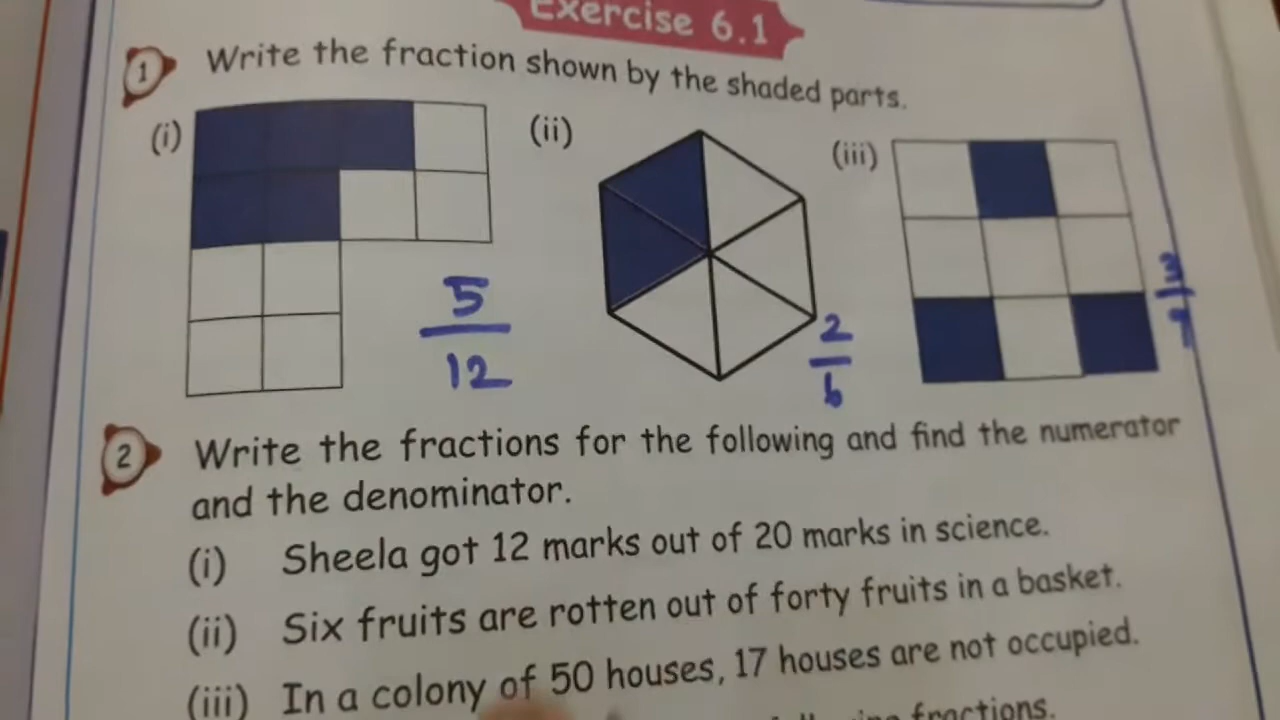 Exercise 6.1
1 Write the fraction shown by the shaded parts.
(i) (ii) (iii)
5
12
2
6
3
9
2 Write the fractions for the following and find the numerator
and the denominator.
(i) Sheela got 12 marks out of 20 marks in science.
(ii) Six fruits are rotten out of forty fruits in a basket.
(iii) In a colony of 50 houses, 17 houses are not occupied.
fractions.